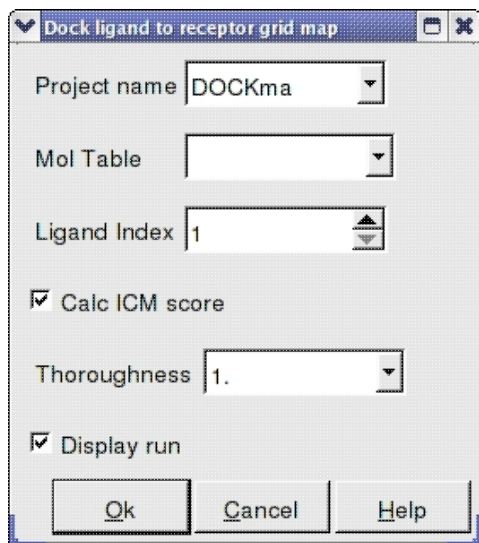 Dock ligand to receptor grid map
Project name DOCKma
Mol Table
Ligand Index 1
Calc ICM score
Thoroughness 1.
Display run
Ok Cancel Help